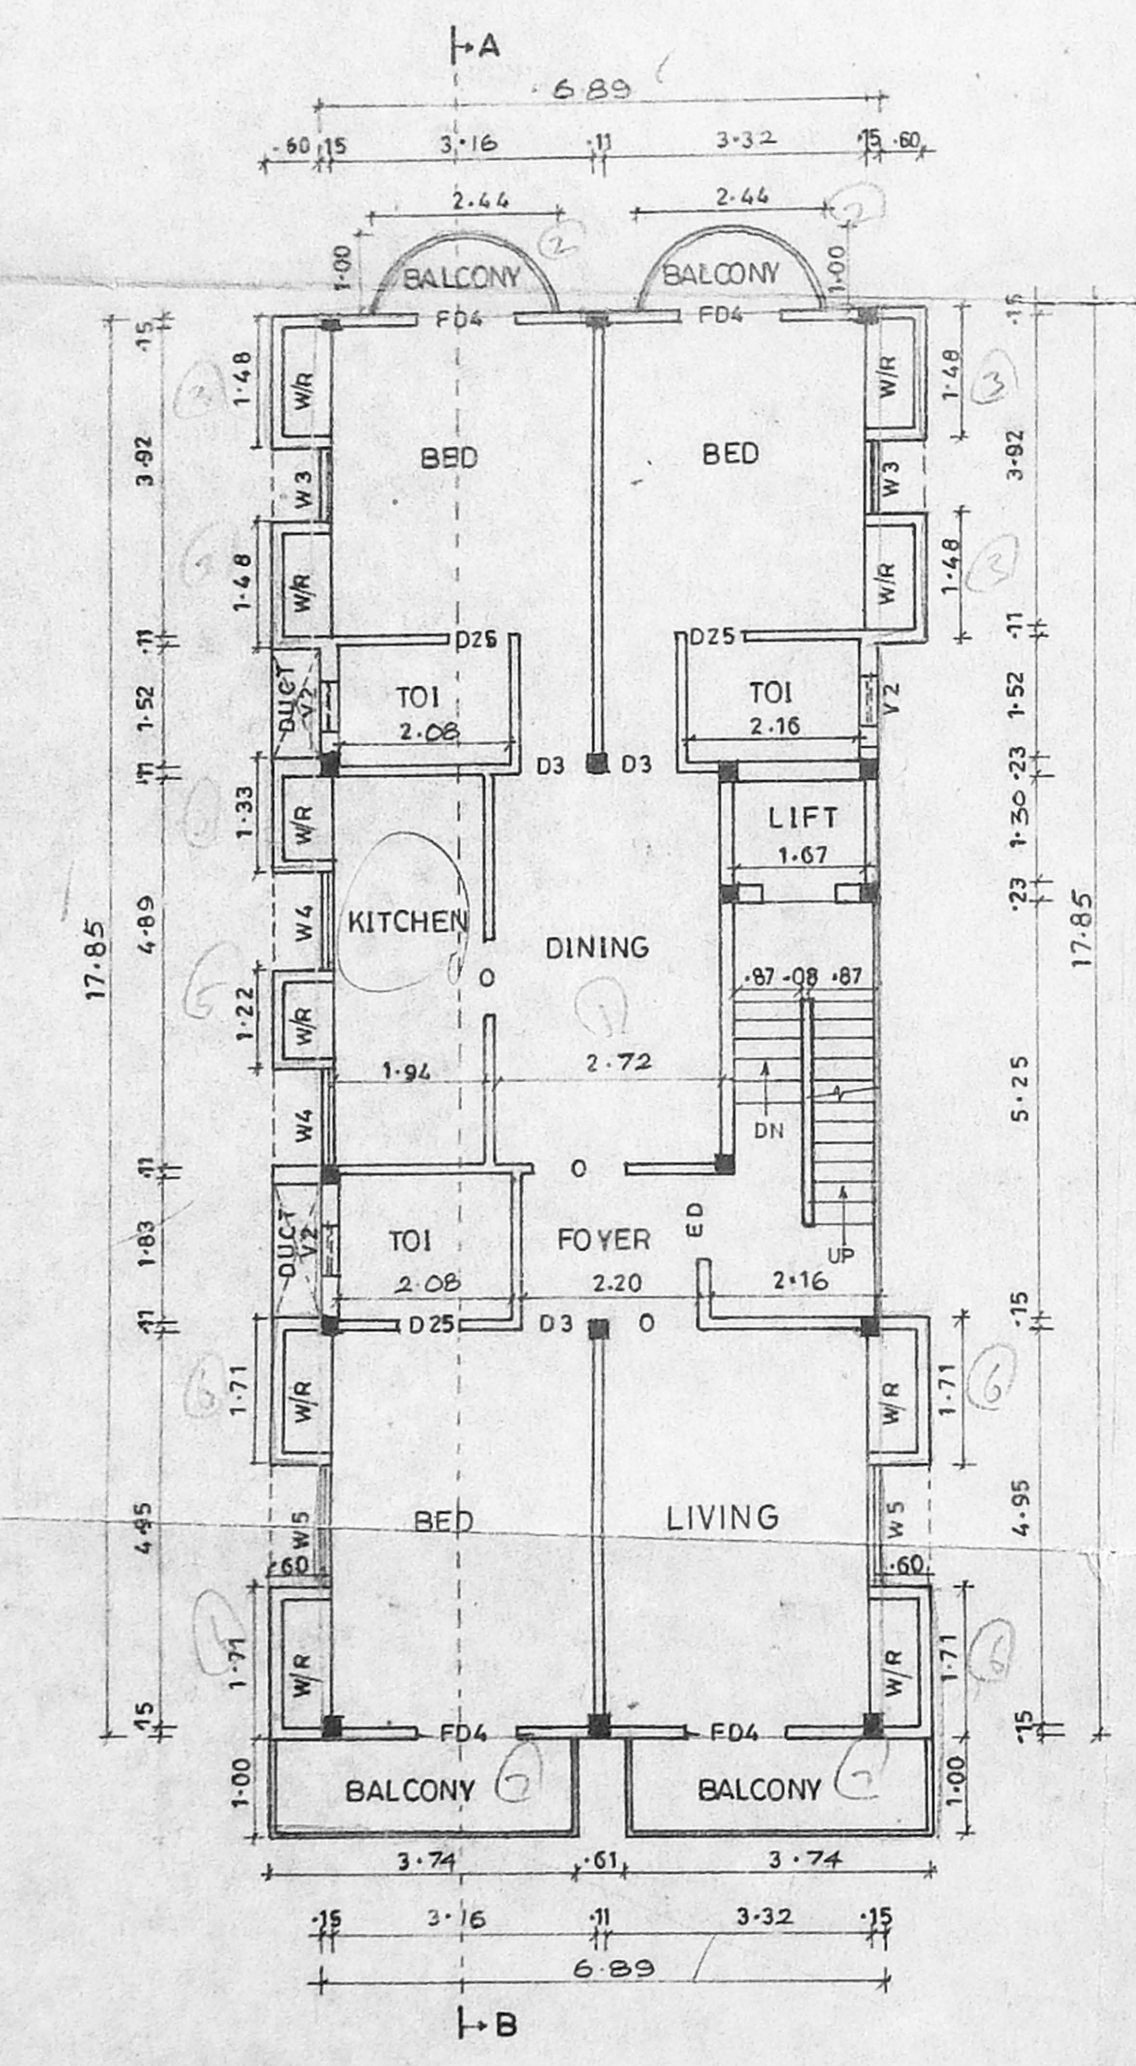 A
6.89
.60 .15 3.16 .11 3.32 .15 .60
2.44 2.44
1.00 BALCONY BALCONY 1.00
FD4 FD4
.15 .15
1.48 W/R W/R 1.48
3.92 BED BED 3.92
W3 W3
1.48 W/R W/R 1.48
.11 D25 D25 .11
1.52 DUCT V2 TOI TOI V2 1.52
2.08 2.16
.11 D3 D3 .23
1.33 W/R LIFT 1.30
1.67
.23
4.89 W4 KITCHEN DINING
17.85 17.85
O
.87 .08 .87
1.22 W/R
1.94 2.72 5.25
W4 DN
.11 O
1.83 DUCT V2 TOI FOYER ED UP
2.08 2.20 2.16
.11 D25 D3 O .15
1.71 W/R W/R 1.71
4.95 W5 BED LIVING W5 4.95
.60 .60
1.71 W/R W/R 1.71
.15 FD4 FD4 .15
1.00 BALCONY BALCONY 1.00
3.74 .61 3.74
.15 3.16 .11 3.32 .15
6.89
B